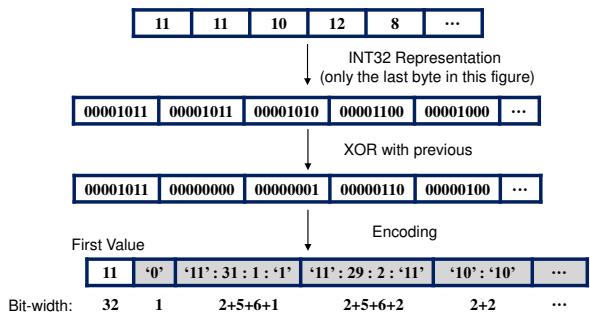 11 11 10 12 8 ...
INT32 Representation
(only the last byte in this figure)
00001011 00001011 00001010 00001100 00001000 ...
XOR with previous
00001011 00000000 00000001 00000110 00000100 ...
Encoding
First Value
11 ‘0’ ‘11’ : 31 : 1 : ‘1’ ‘11’ : 29 : 2 : ‘11’ ‘10’ : ‘10’ ...
Bit-width: 32 1 2+5+6+1 2+5+6+2 2+2 ...